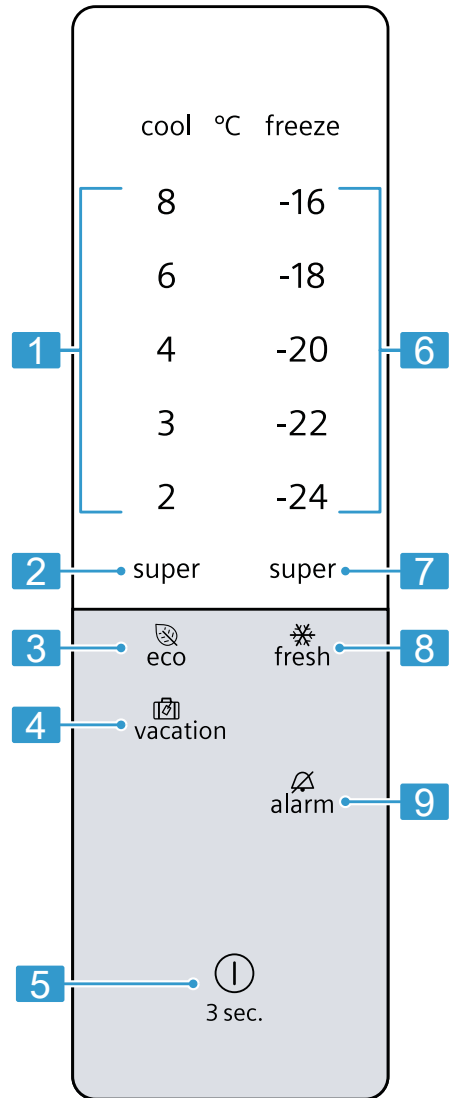 cool °C freeze
8 -16
6 -18
1 4 -20 6
3 -22
2 -24
2 super super 7
3 eco fresh 8
4 vacation
alarm 9
5
3 sec.